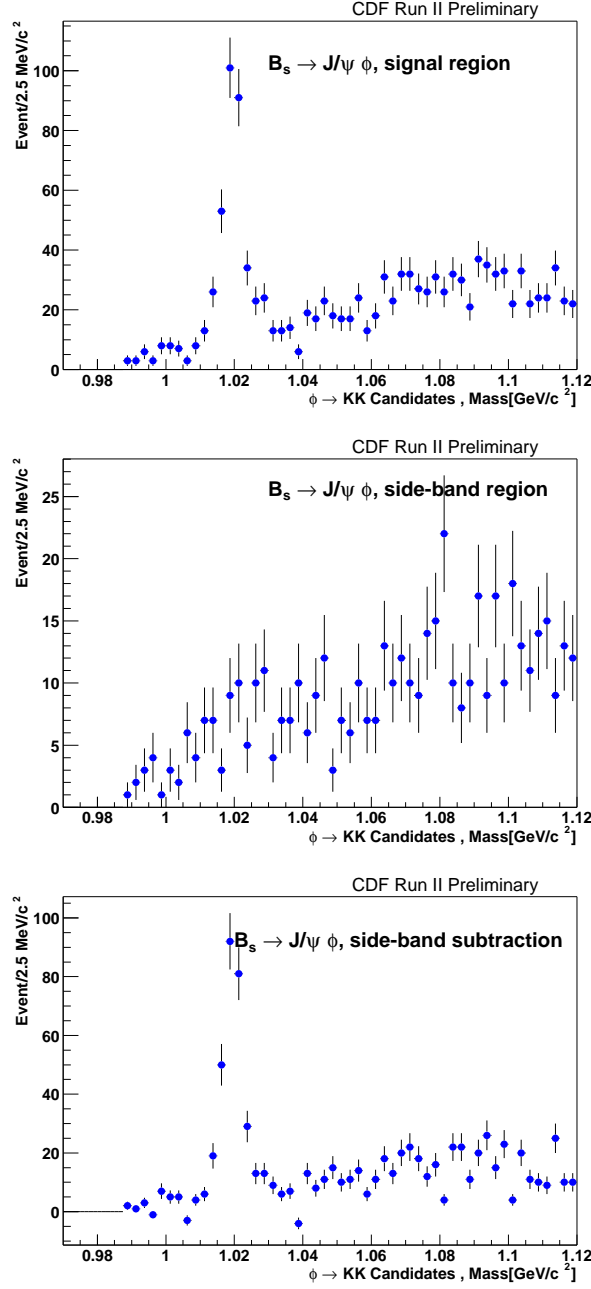 CDF Run II Preliminary
B_s → J/ψ ϕ, signal region
Event/2.5 MeV/c ²
100
80
60
40
20
0
0.98 1 1.02 1.04 1.06 1.08 1.1 1.12
ϕ → KK Candidates , Mass[GeV/c ²]
CDF Run II Preliminary
B_s → J/ψ ϕ, side-band region
Event/2.5 MeV/c ²
25
20
15
10
5
0
0.98 1 1.02 1.04 1.06 1.08 1.1 1.12
ϕ → KK Candidates , Mass[GeV/c ²]
CDF Run II Preliminary
B_s → J/ψ ϕ, side-band subtraction
Event/2.5 MeV/c ²
100
80
60
40
20
0
0.98 1 1.02 1.04 1.06 1.08 1.1 1.12
ϕ → KK Candidates , Mass[GeV/c ²]